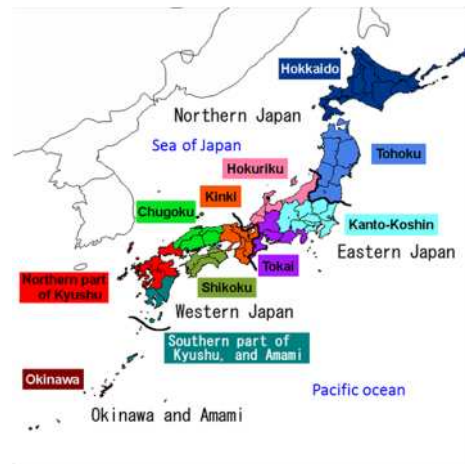 Hokkaido
Northern Japan
Sea of Japan
Tohoku
Hokuriku
Kinki
Chugoku
Kanto-Koshin
Eastern Japan
Tokai
Northern part
of Kyushu
Shikoku
Western Japan
Southern part of
Kyushu, and Amami
Okinawa
Pacific ocean
Okinawa and Amami